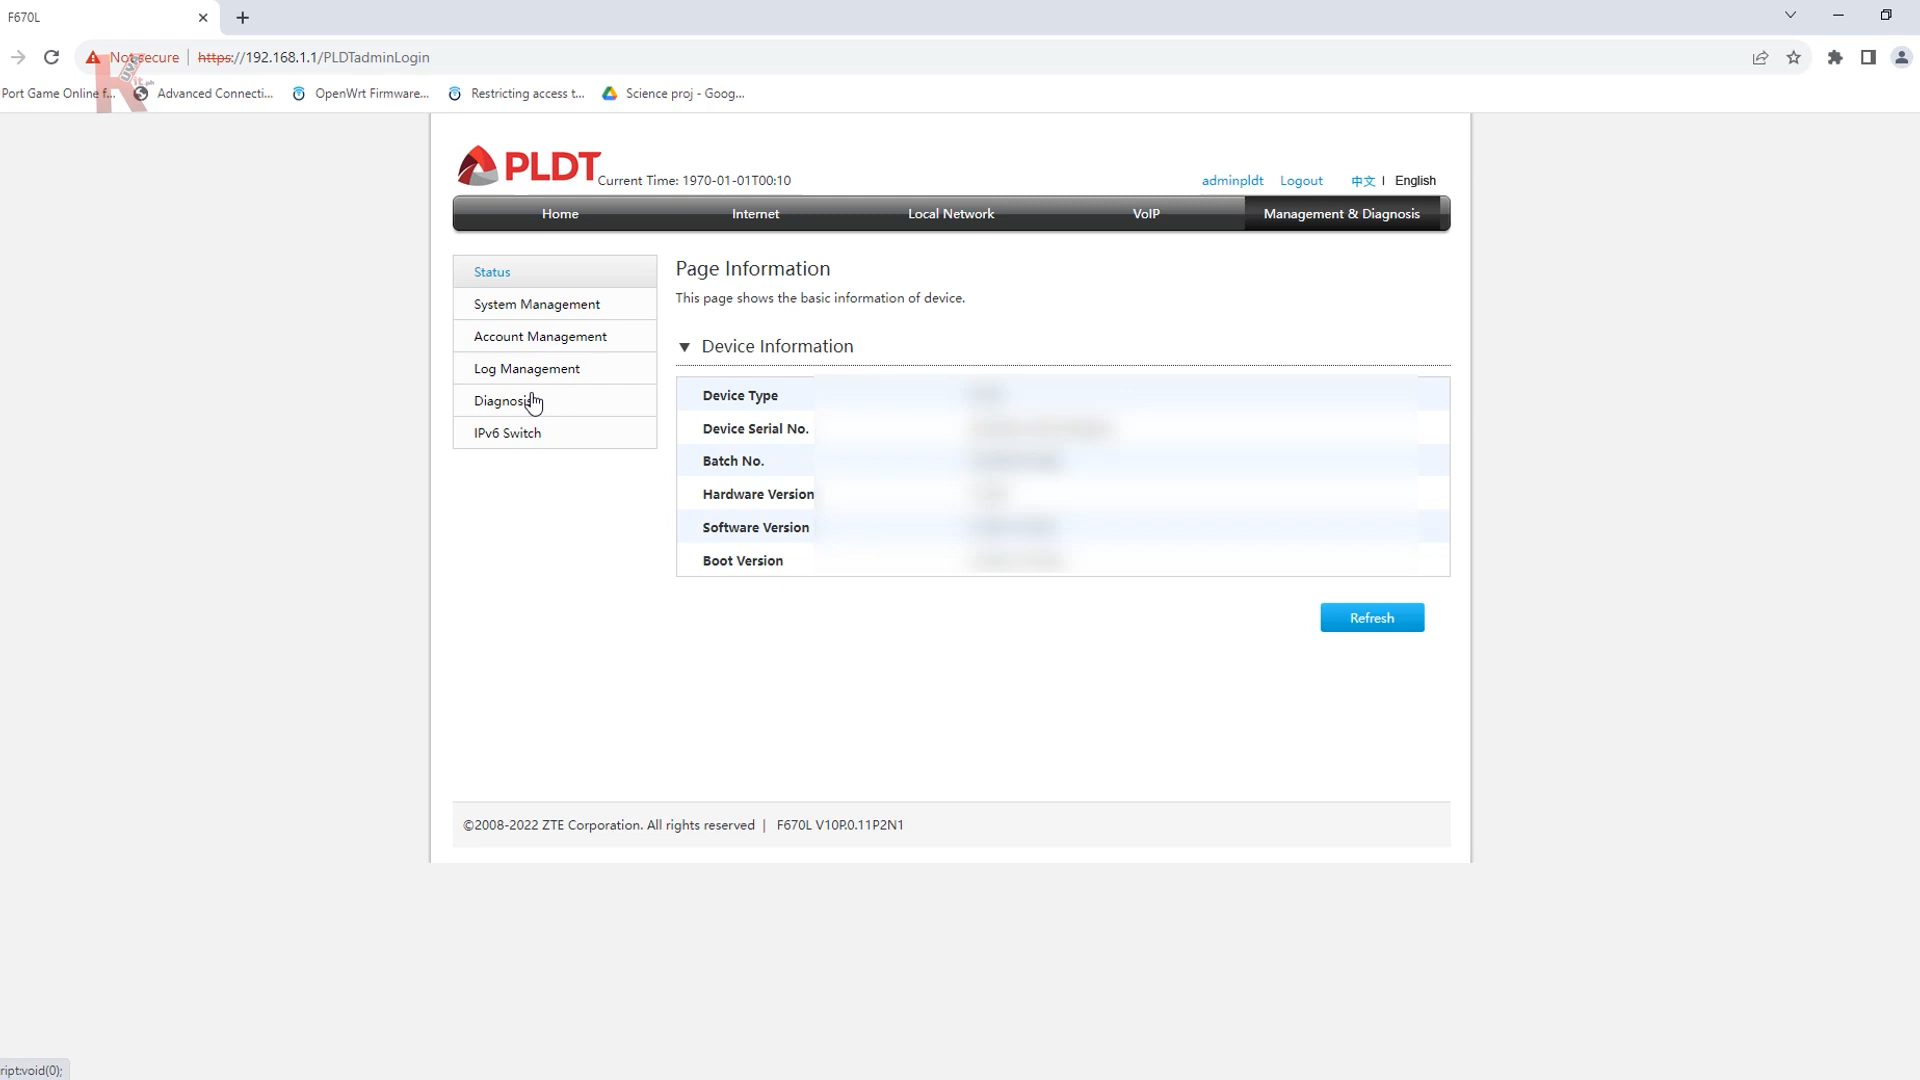 F670L
Not secure | https://192.168.1.1/PLDTadminLogin
Port Game Online f...
Advanced Connecti...
OpenWrt Firmware...
Restricting access t...
Science proj - Goog...
PLDT
Current Time: 1970-01-01T00:10
adminpldt Logout 中文 | English
Home Internet Local Network VoIP Management & Diagnosis
Status
System Management
Account Management
Log Management
Diagnosis
IPv6 Switch
Page Information
This page shows the basic information of device.
Device Information
Device Type
Device Serial No.
Batch No.
Hardware Version
Software Version
Boot Version
Refresh
©2008-2022 ZTE Corporation. All rights reserved | F670L V10P.0.11P2N1
ript:void(0);